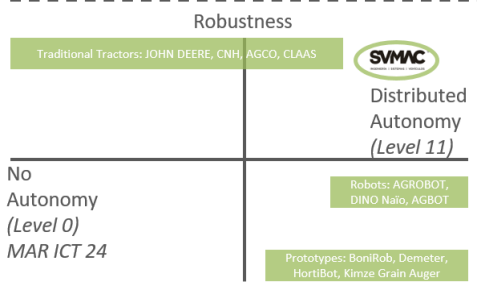 Robustness
Traditional Tractors: JOHN DEERE, CNH, AGCO, CLAAS
SVMAC
Distributed
Autonomy
(Level 11)
No
Autonomy
(Level 0)
MAR ICT 24
Robots: AGROBOT,
DINO Naïo, AGBOT
Prototypes: BoniRob, Demeter,
HortiBot, Kimze Grain Auger